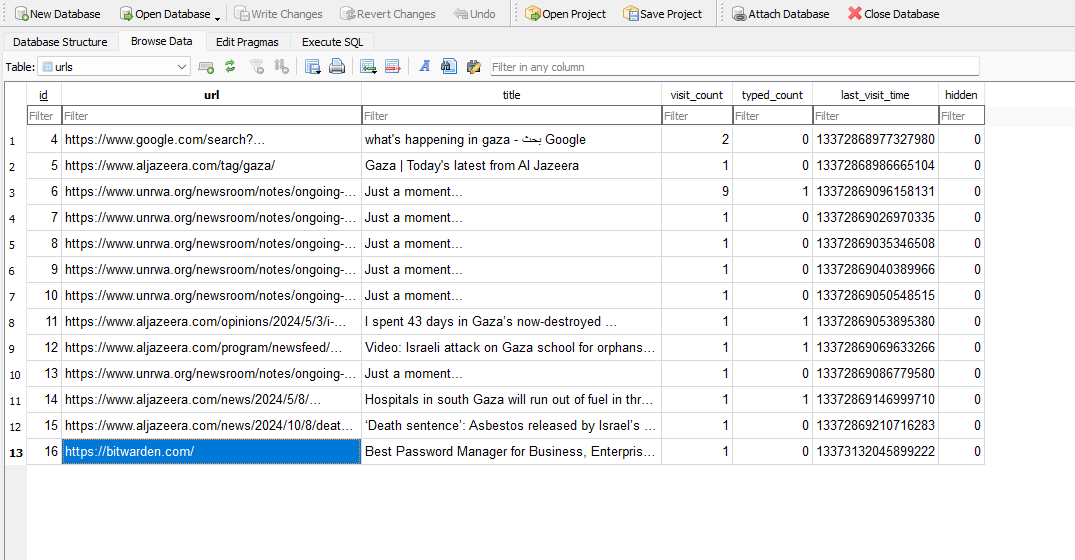 New Database Open Database Write Changes Revert Changes Undo Open Project Save Project Attach Database Close Database
Database Structure Browse Data Edit Pragmas Execute SQL
Table: urls Filter in any column
id url title visit_count typed_count last_visit_time hidden
Filter Filter Filter Filter Filter Filter Filter
1 4 https://www.google.com/search?... what's happening in gaza - بحث Google 2 0 13372868977327980 0
2 5 https://www.aljazeera.com/tag/gaza/ Gaza | Today's latest from Al Jazeera 1 0 13372868986665104 0
3 6 https://www.unrwa.org/newsroom/notes/ongoing-... Just a moment... 9 1 13372869096158131 0
4 7 https://www.unrwa.org/newsroom/notes/ongoing-... Just a moment... 1 0 13372869026970335 0
5 8 https://www.unrwa.org/newsroom/notes/ongoing-... Just a moment... 1 0 13372869035346508 0
6 9 https://www.unrwa.org/newsroom/notes/ongoing-... Just a moment... 1 0 13372869040389966 0
7 10 https://www.unrwa.org/newsroom/notes/ongoing-... Just a moment... 1 0 13372869050548515 0
8 11 https://www.aljazeera.com/opinions/2024/5/3/i-... I spent 43 days in Gaza’s now-destroyed ... 1 1 13372869053895380 0
9 12 https://www.aljazeera.com/program/newsfeed/... Video: Israeli attack on Gaza school for orphans... 1 1 13372869069633266 0
10 13 https://www.unrwa.org/newsroom/notes/ongoing-... Just a moment... 1 0 13372869086779580 0
11 14 https://www.aljazeera.com/news/2024/5/8/... Hospitals in south Gaza will run out of fuel in thr... 1 1 13372869146999710 0
12 15 https://www.aljazeera.com/news/2024/10/8/deat... ‘Death sentence’: Asbestos released by Israel’s ... 1 0 13372869210716283 0
13 16 https://bitwarden.com/ Best Password Manager for Business, Enterpris... 1 0 13373132045899222 0